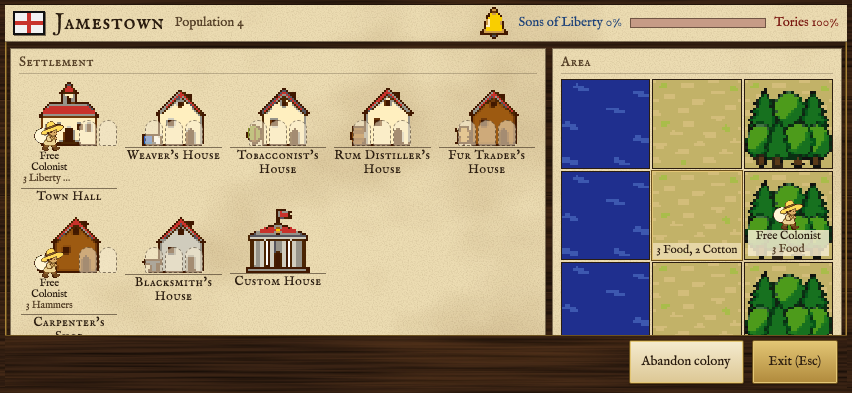 Jamestown Population 4
Sons of Liberty 0%
Tories 100%
Settlement
Free
Colonist
3 Liberty ...
Town Hall
Weaver's House
Tobacconist's
House
Rum Distiller's
House
Fur Trader's
House
Free
Colonist
3 Hammers
Carpenter's
Blacksmith's
House
Custom House
Area
3 Food, 2 Cotton
Free Colonist
3 Food
Abandon colony
Exit (Esc)